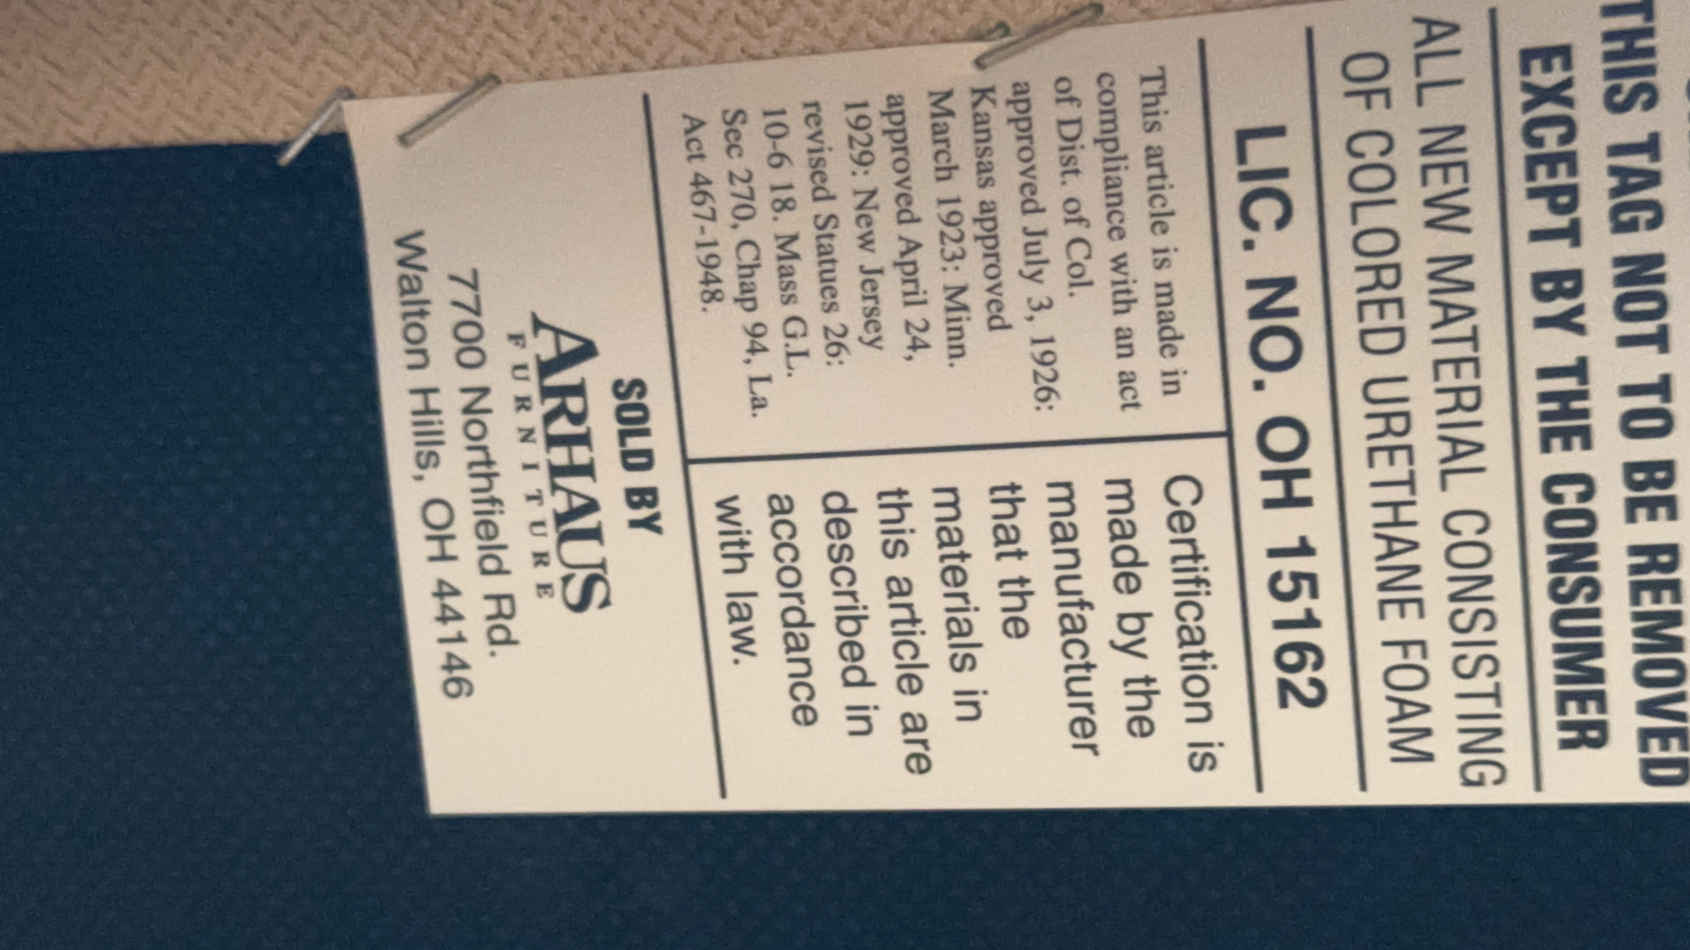 THIS TAG NOT TO BE REMOVED
EXCEPT BY THE CONSUMER
ALL NEW MATERIAL CONSISTING
OF COLORED URETHANE FOAM
LIC. NO. OH 15162
This article is made in
compliance with an act
of Dist. of Col.
approved July 3, 1926:
Kansas approved
March 1923: Minn.
approved April 24,
1929: New Jersey
revised Statues 26:
10-6 18. Mass G.L.
Sec 270, Chap 94, La.
Act 467-1948.
Certification is
made by the
manufacturer
that the
materials in
this article are
described in
accordance
with law.
SOLD BY
ARHAUS
FURNITURE
7700 Northfield Rd.
Walton Hills, OH 44146